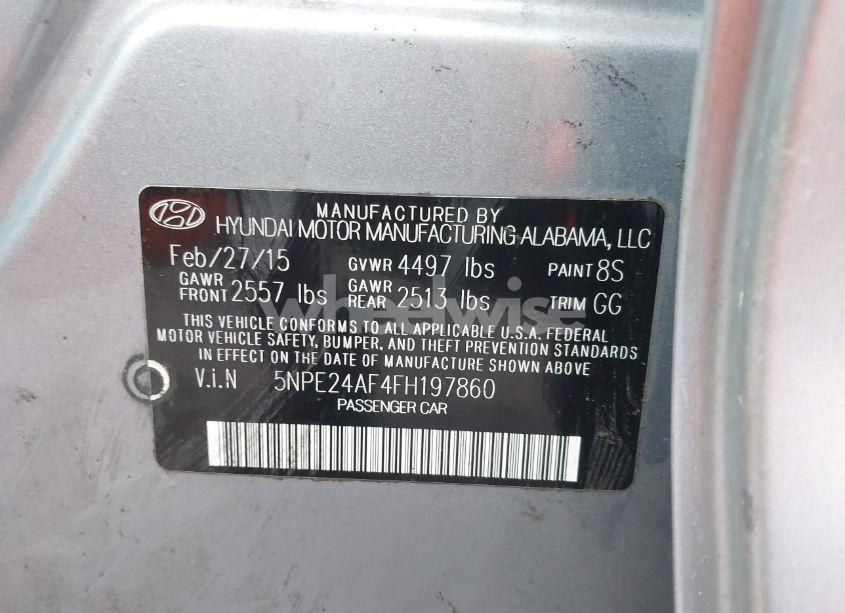 MANUFACTURED BY
HYUNDAI MOTOR MANUFACTURING ALABAMA, LLC
Feb/27/15 GVWR 4497 lbs PAINT 8S
GAWR FRONT 2557 lbs GAWR REAR 2513 lbs TRIM GG
THIS VEHICLE CONFORMS TO ALL APPLICABLE U.S.A. FEDERAL
MOTOR VEHICLE SAFETY, BUMPER, AND THEFT PREVENTION STANDARDS
IN EFFECT ON THE DATE OF MANUFACTURE SHOWN ABOVE.
V.i.N 5NPE24AF4FH197860
PASSENGER CAR
wheelwise